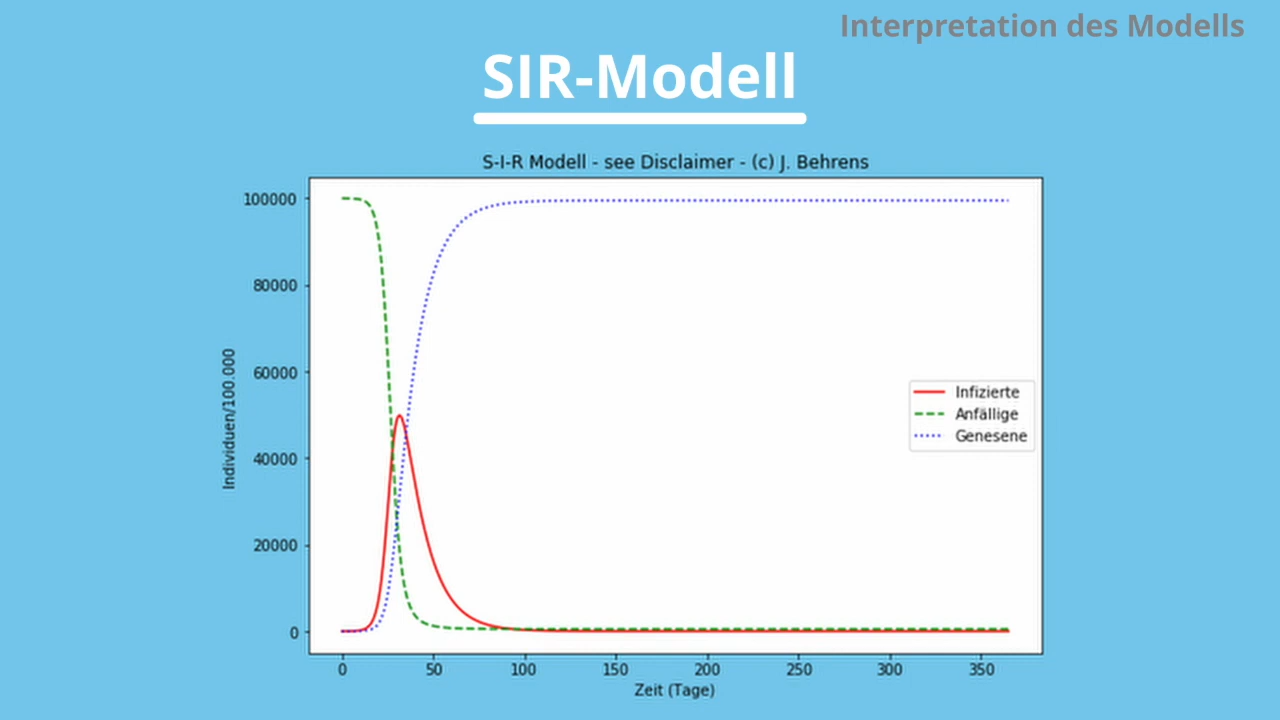 Interpretation des Modells
SIR-Modell
S-I-R Modell - see Disclaimer - (c) J. Behrens
100000
80000
60000
40000
20000
0
Individuen/100.000
Infizierte
Anfällige
Genesene
0 50 100 150 200 250 300 350
Zeit (Tage)